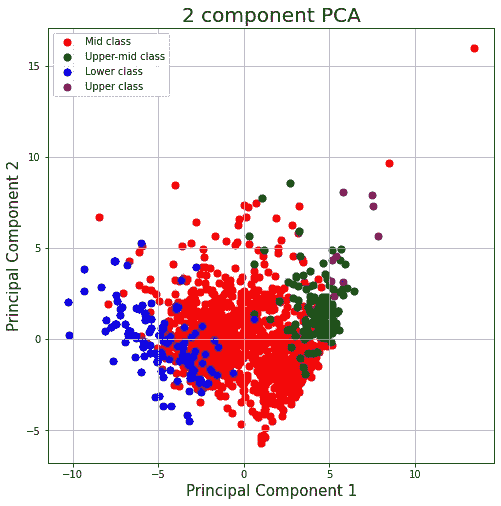 2 component PCA
Mid class
Upper-mid class
Lower class
Upper class
Principal Component 2
15
10
5
0
−5
−10
−5
0
5
10
Principal Component 1